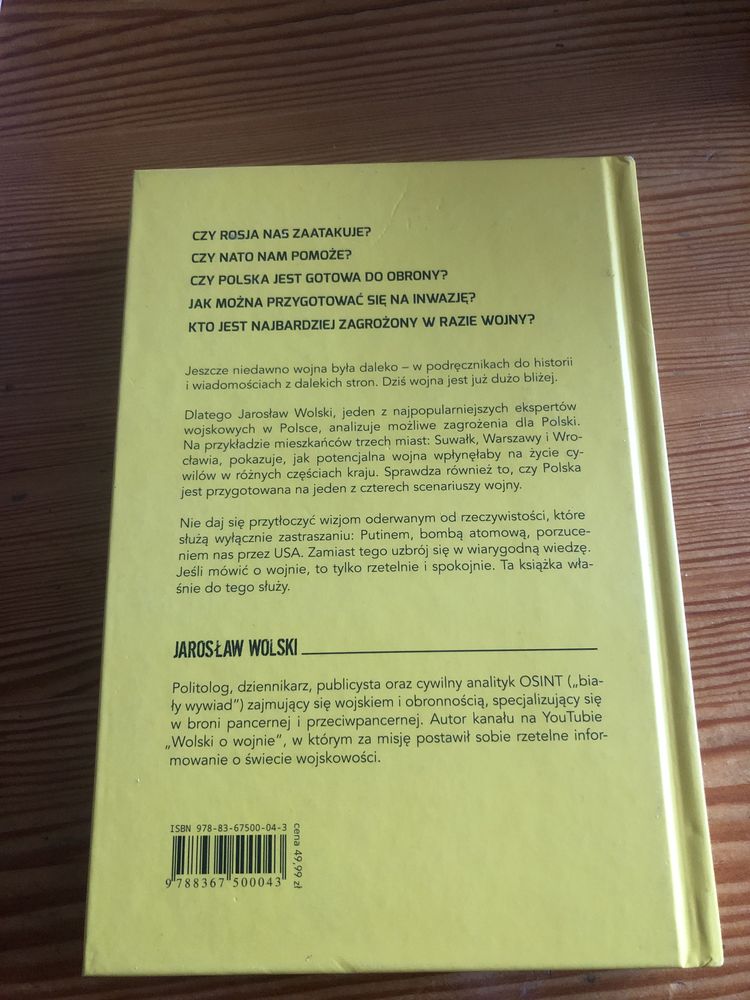 CZY ROSJA NAS ZAATAKUJE?
CZY NATO NAM POMOŻE?
CZY POLSKA JEST GOTOWA DO OBRONY?
JAK MOŻNA PRZYGOTOWAĆ SIĘ NA INWAZJĘ?
KTO JEST NAJBARDZIEJ ZAGROŻONY W RAZIE WOJNY?
Jeszcze niedawno wojna była daleko – w podręcznikach do historii
i wiadomościach z dalekich stron. Dziś wojna jest już dużo bliżej.
Dlatego Jarosław Wolski, jeden z najpopularniejszych ekspertów
wojskowych w Polsce, analizuje możliwe zagrożenia dla Polski.
Na przykładzie mieszkańców trzech miast: Suwałk, Warszawy i Wro-
cławia, pokazuje, jak potencjalna wojna wpłynęłaby na życie cy-
wilów w różnych częściach kraju. Sprawdza również to, czy Polska
jest przygotowana na jeden z czterech scenariuszy wojny.
Nie daj się przytłoczyć wizjom oderwanym od rzeczywistości, które
służą wyłącznie zastraszaniu: Putinem, bombą atomową, porzuce-
niem nas przez USA. Zamiast tego uzbrój się w wiarygodną wiedzę.
Jeśli mówić o wojnie, to tylko rzetelnie i spokojnie. Ta książka wła-
śnie do tego służy.
JAROSŁAW WOLSKI
Politolog, dziennikarz, publicysta oraz cywilny analityk OSINT („bia-
ły wywiad”) zajmujący się wojskiem i obronnością, specjalizujący się
w broni pancernej i przeciwpancernej. Autor kanału na YouTubie
„Wolski o wojnie”, w którym za misję postawił sobie rzetelne infor-
mowanie o świecie wojskowości.
ISBN 978-83-67500-04-3
cena 49,99 zł
9 788367 500043